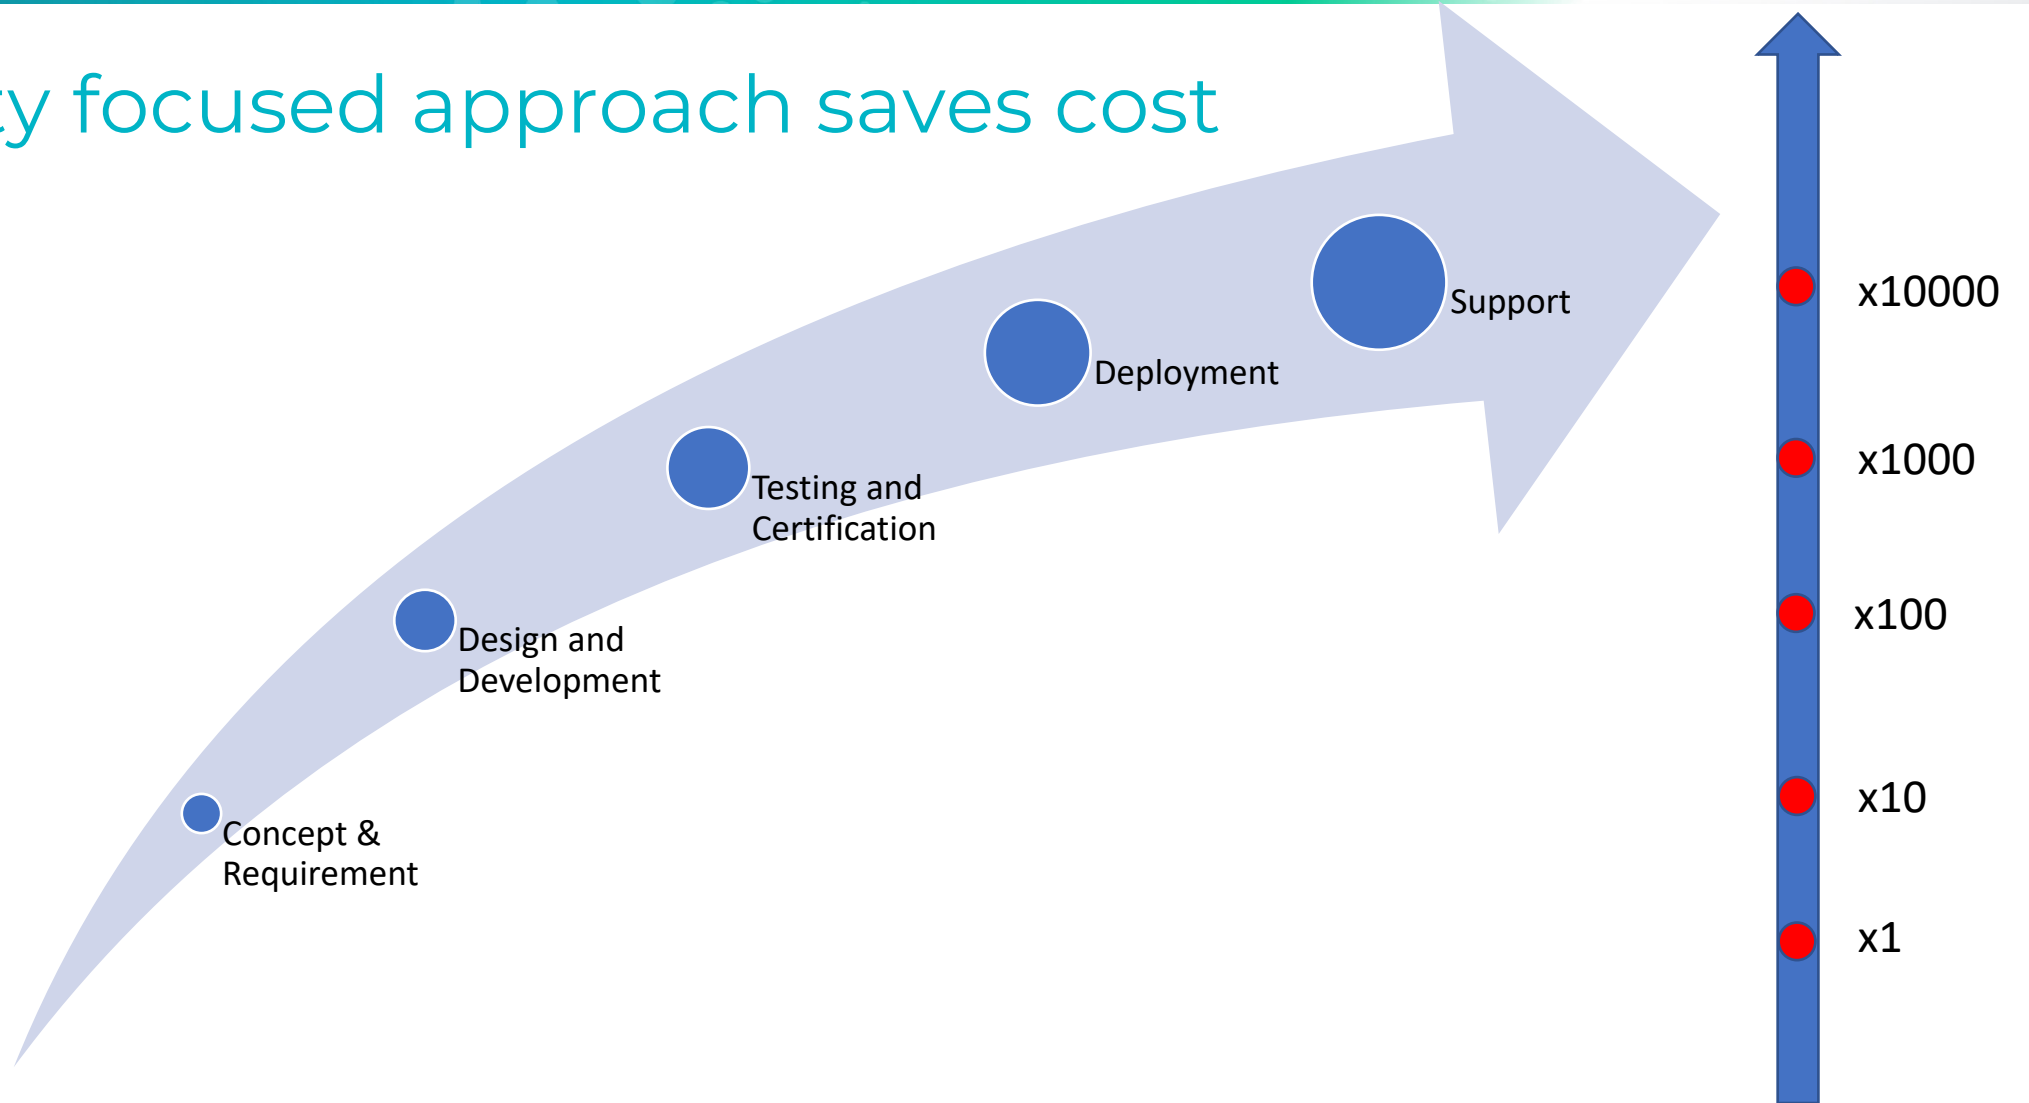 ty focused approach saves cost
Support
Deployment
Testing and
Certification
Design and
Development
Concept &
Requirement
x10000
x1000
x100
x10
x1